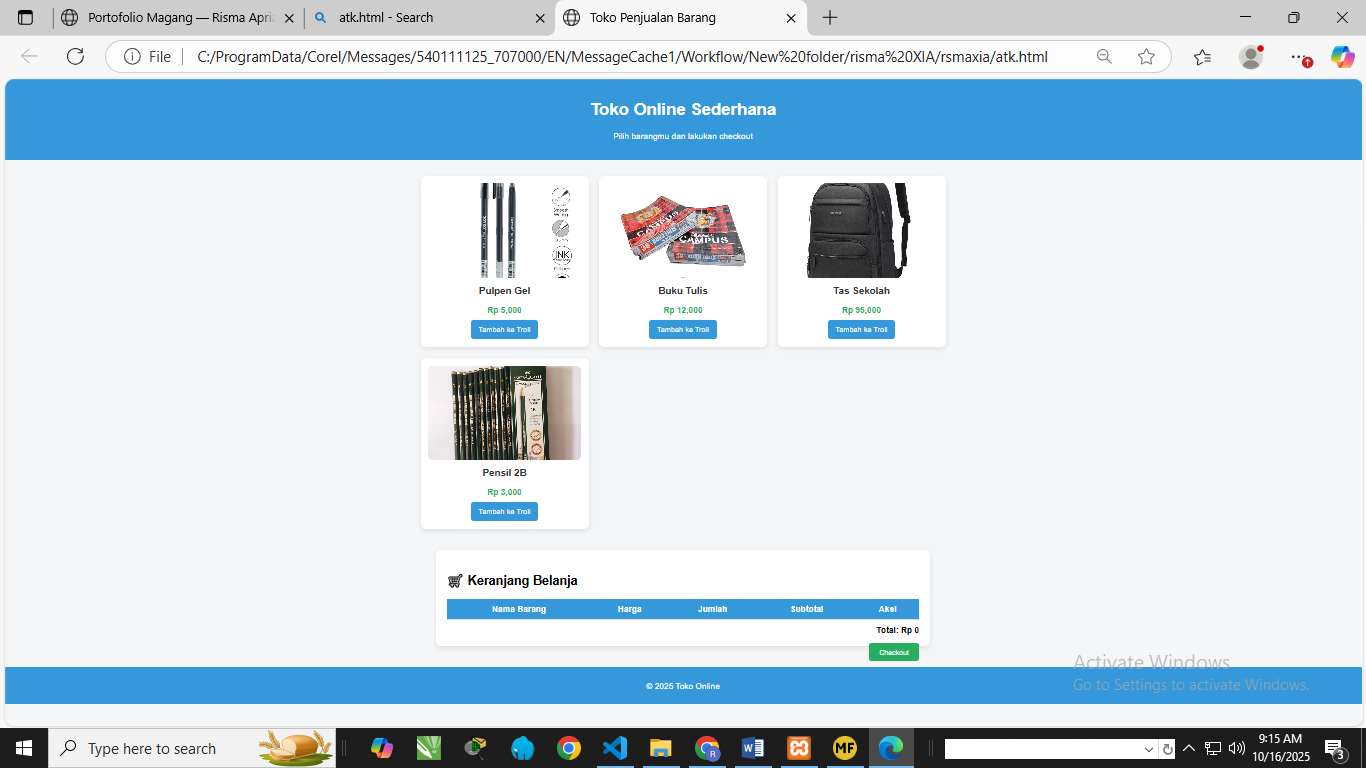 Portofolio Magang — Risma Apria
atk.html - Search
Toko Penjualan Barang
File
C:/ProgramData/Corel/Messages/540111125_707000/EN/MessageCache1/Workflow/New%20folder/risma%20XIA/rsmaxia/atk.html
Toko Online Sederhana
Pilih barangmu dan lakukan checkout
INK
CAMPUS
CAMPUS
Pulpen Gel
Buku Tulis
Tas Sekolah
Rp 5,000
Rp 12,000
Rp 95,000
Tambah ke Troli
Tambah ke Troli
Tambah ke Troli
Pensil 2B
Rp 3,000
Tambah ke Troli
Keranjang Belanja
Nama Barang Harga Jumlah Subtotal Aksi
Total: Rp 0
Checkout
Activate Windows
Go to Settings to activate Windows.
© 2025 Toko Online
Type here to search
MF
9:15 AM
10/16/2025
3